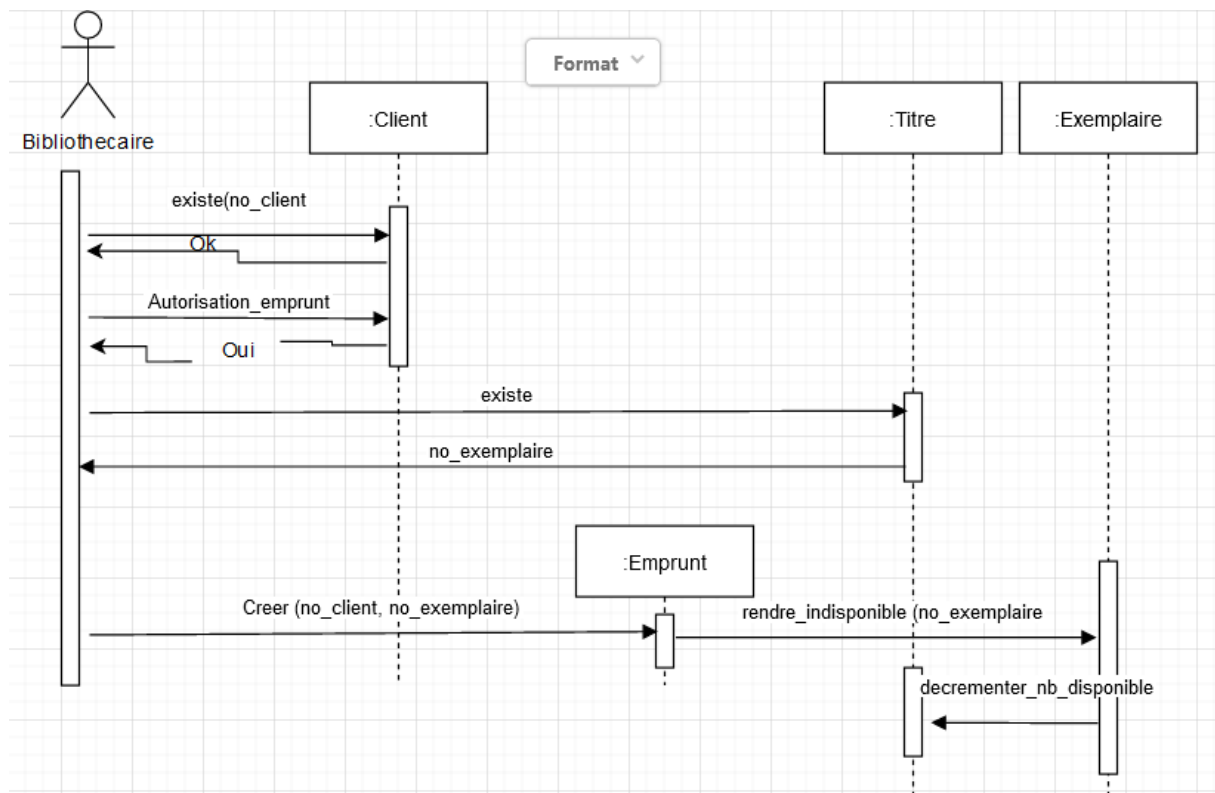 Format
:Client
:Titre
:Exemplaire
Bibliothecaire
existe(no_client
Ok
Autorisation_emprunt
Oui
existe
no_exemplaire
:Emprunt
Creer (no_client, no_exemplaire)
rendre_indisponible (no_exemplaire
decrementer_nb_disponible